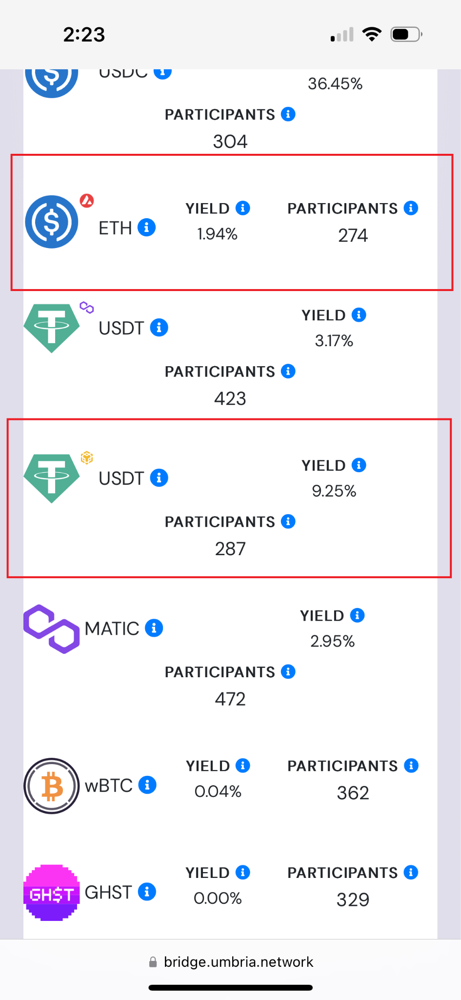 2:23
USDC
36.45%
PARTICIPANTS
304
YIELD PARTICIPANTS
ETH
1.94% 274
YIELD
USDT
3.17%
PARTICIPANTS
423
YIELD
USDT
9.25%
PARTICIPANTS
287
YIELD
MATIC
2.95%
PARTICIPANTS
472
YIELD PARTICIPANTS
wBTC
0.04% 362
YIELD PARTICIPANTS
GH$T GHST
0.00% 329
bridge.umbria.network